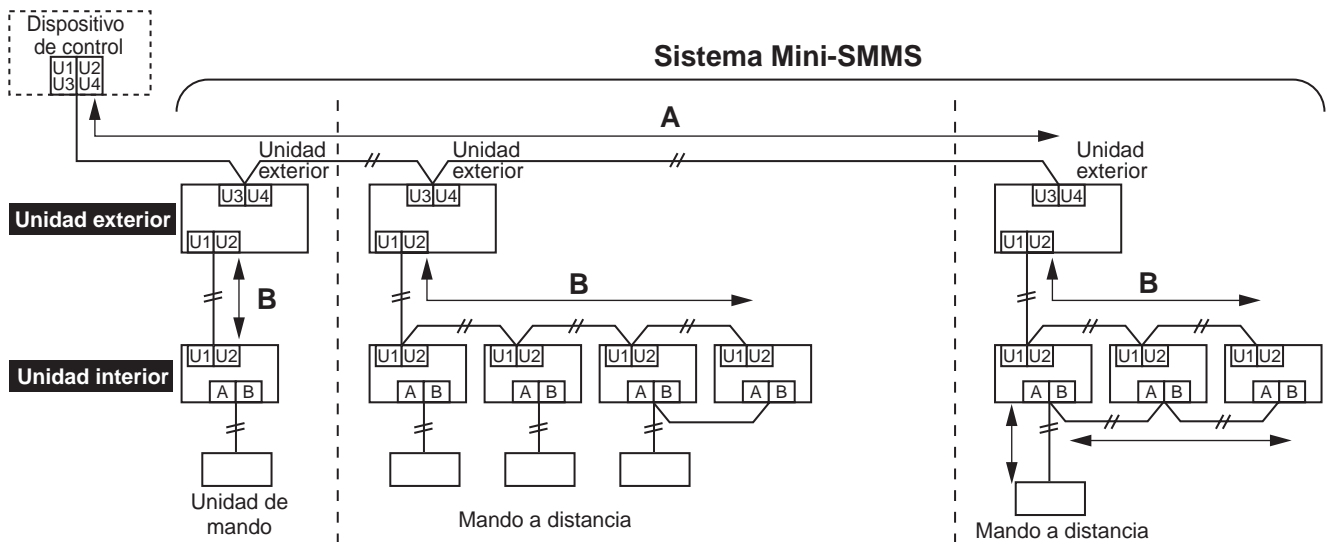 Dispositivo
de control
U1 U2
U3 U4
Sistema Mini-SMMS
A
Unidad
exterior
Unidad
exterior
Unidad
exterior
U3 U4
U3 U4
U3 U4
Unidad exterior
U1 U2
U1 U2
U1 U2
B
B
B
U1 U2
U1 U2
U1 U2
U1 U2
U1 U2
U1 U2
U1 U2
U1 U2
Unidad interior
A B
A B
A B
A B
A B
A B
A B
A B
Unidad de
mando
Mando a distancia
Mando a distancia